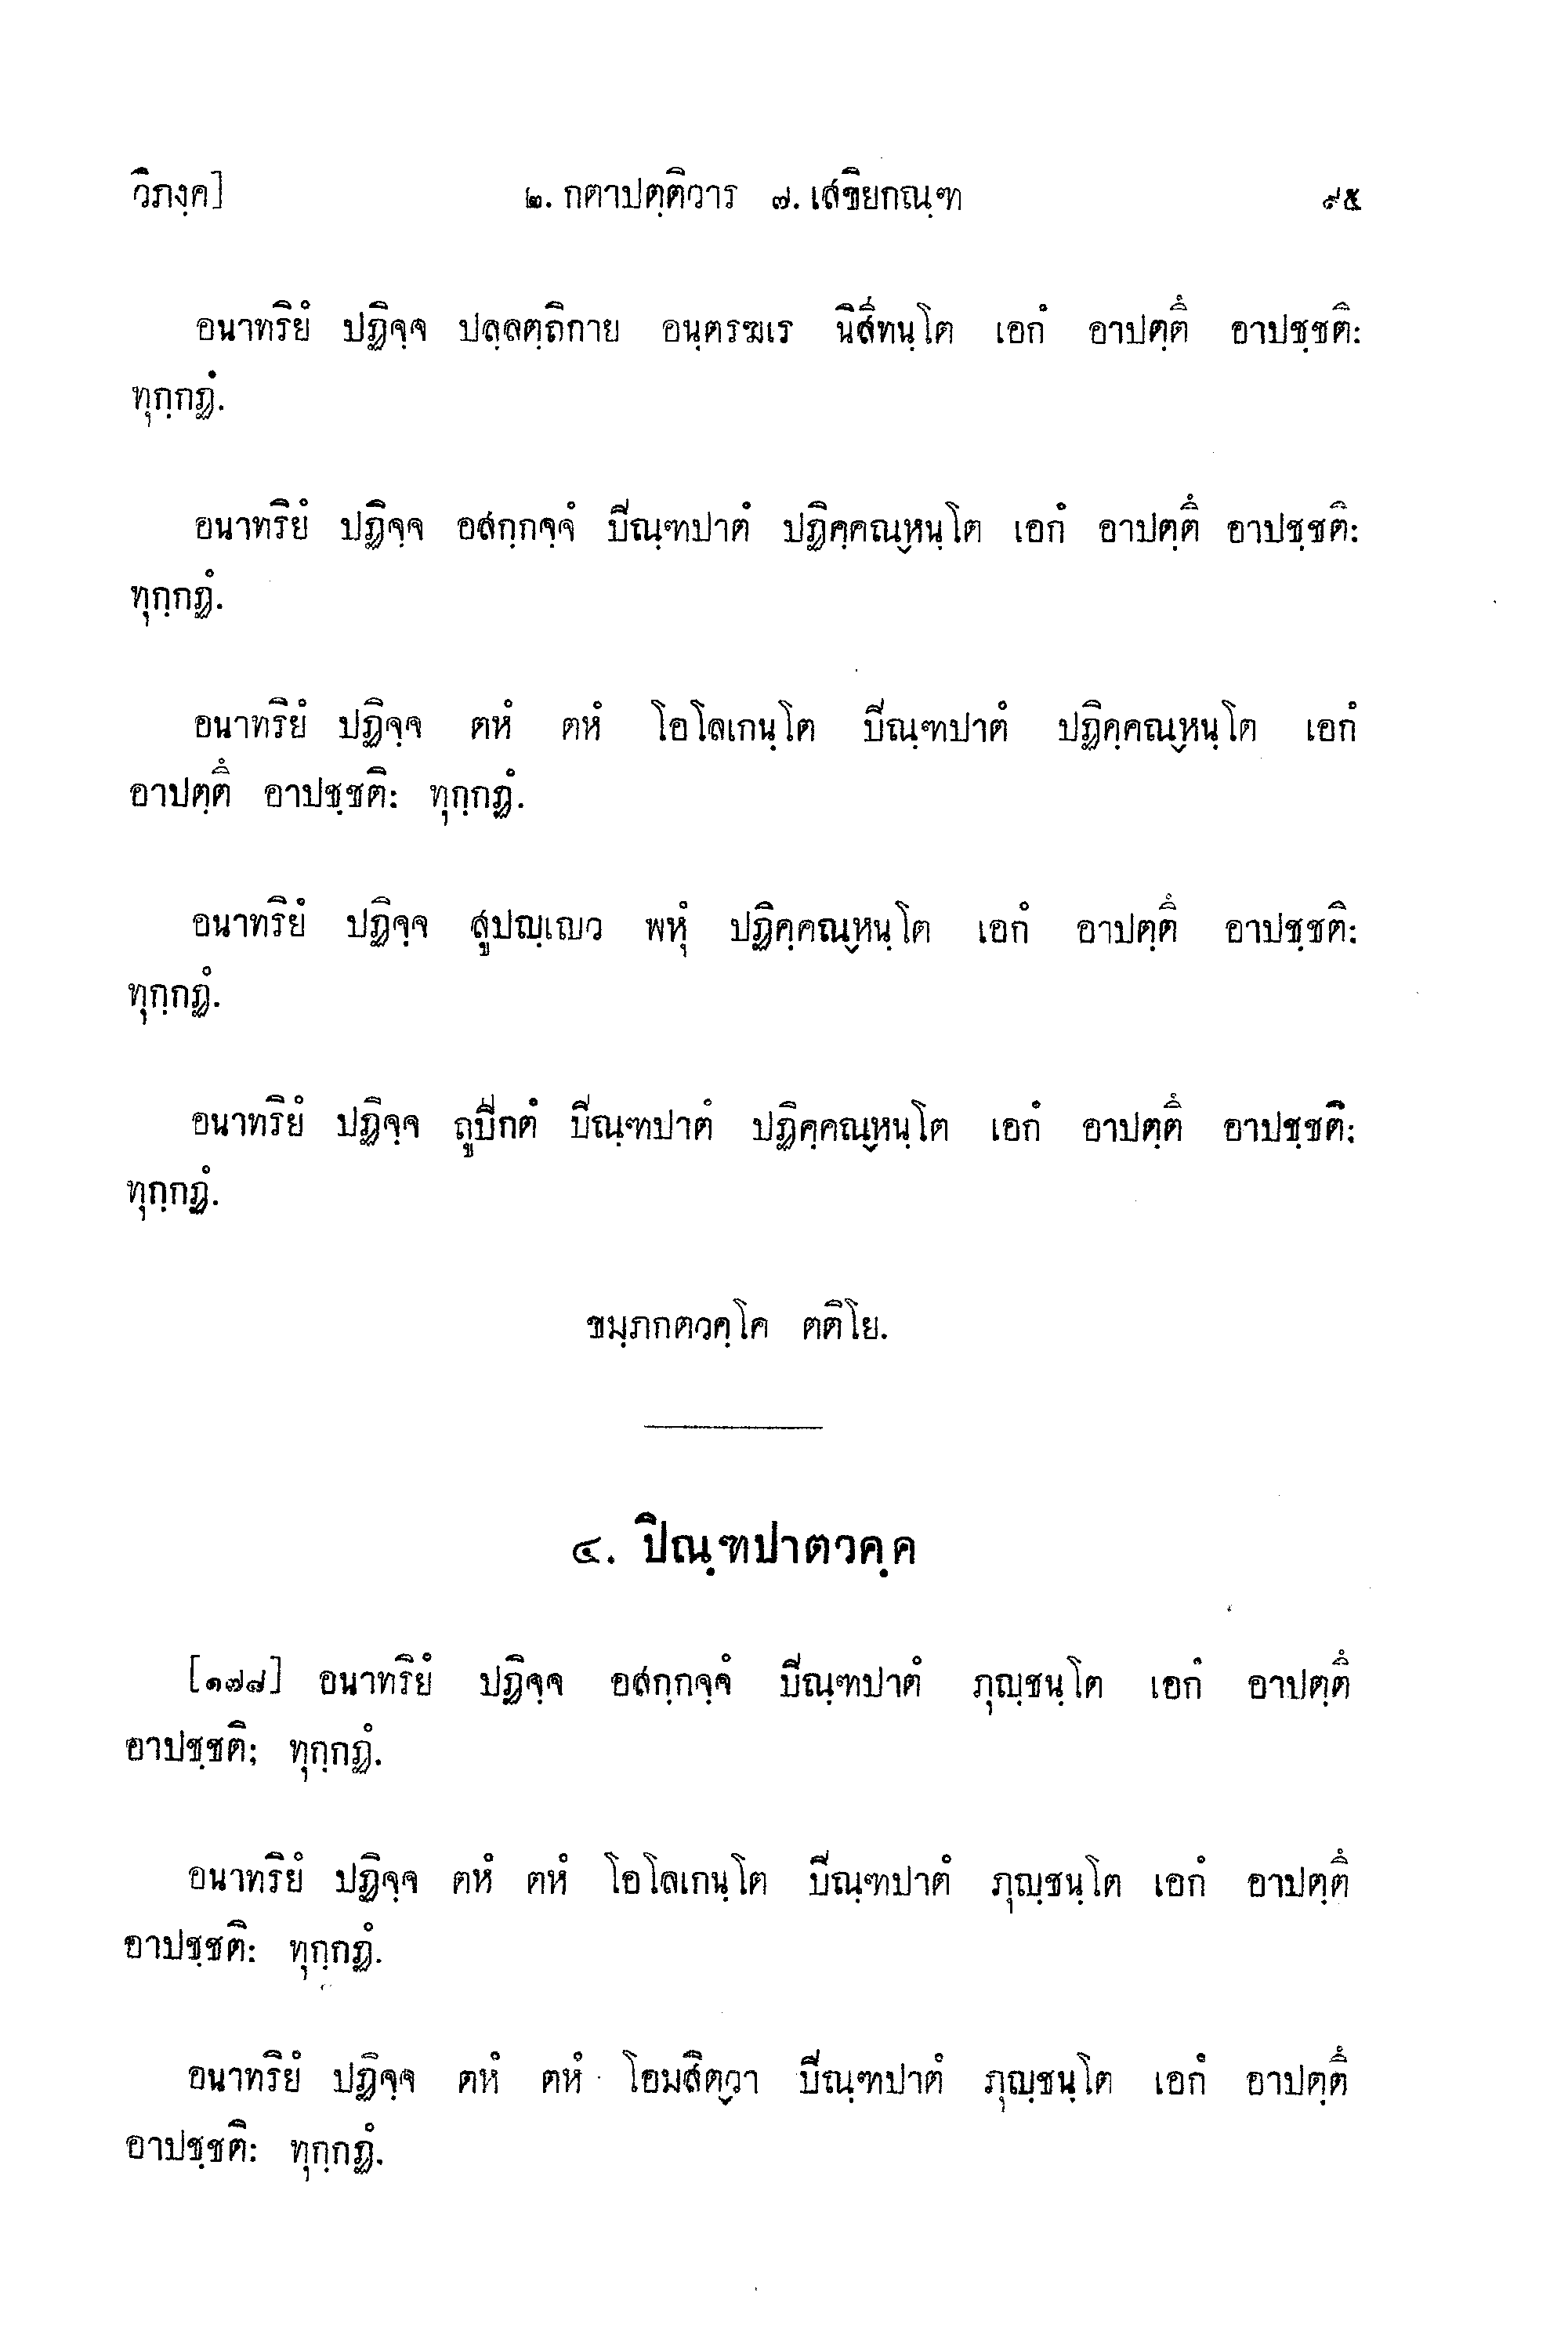 วิภงฺค] ๒. กตาปตฺติวาร ๗. เสขิยกณฺฑ ๙๕
อนาทริยํ ปฏิจฺจ ปลฺลตฺถิกาย อนฺตรฆเร นิสีทนฺโต เอกํ อาปตฺตึ อาปชฺชติ:
ทุกฺกฏํ.
อนาทริยํ ปฏิจฺจ อสกฺกจฺจํ ปิณฺฑปาตํ ปฏิคฺคณฺหนฺโต เอกํ อาปตฺตึ อาปชฺชติ:
ทุกฺกฏํ.
อนาทริยํ ปฏิจฺจ ตหํ ตหํ โอโลเกนฺโต ปิณฺฑปาตํ ปฏิคฺคณฺหนฺโต เอกํ
อาปตฺตึ อาปชฺชติ: ทุกฺกฏํ.
อนาทริยํ ปฏิจฺจ สูปญฺเญว พหุํ ปฏิคฺคณฺหนฺโต เอกํ อาปตฺตึ อาปชฺชติ:
ทุกฺกฏํ.
อนาทริยํ ปฏิจฺจ ถูปีกตํ ปิณฺฑปาตํ ปฏิคฺคณฺหนฺโต เอกํ อาปตฺตึ อาปชฺชติ:
ทุกฺกฏํ.
ขมฺภกตวคฺโค ตติโย.
๔. ปิณฺฑปาตวคฺค
[๑๗๘] อนาทริยํ ปฏิจฺจ อสกฺกจฺจํ ปิณฺฑปาตํ ภุญฺชนฺโต เอกํ อาปตฺตึ
อาปชฺชติ; ทุกฺกฏํ.
อนาทริยํ ปฏิจฺจ ตหํ ตหํ โอโลเกนฺโต ปิณฺฑปาตํ ภุญฺชนฺโต เอกํ อาปตฺตึ
อาปชฺชติ: ทุกฺกฏํ.
อนาทริยํ ปฏิจฺจ ตหํ ตหํ โอมสิตฺวา ปิณฺฑปาตํ ภุญฺชนฺโต เอกํ อาปตฺตึ
อาปชฺชติ: ทุกฺกฏํ.